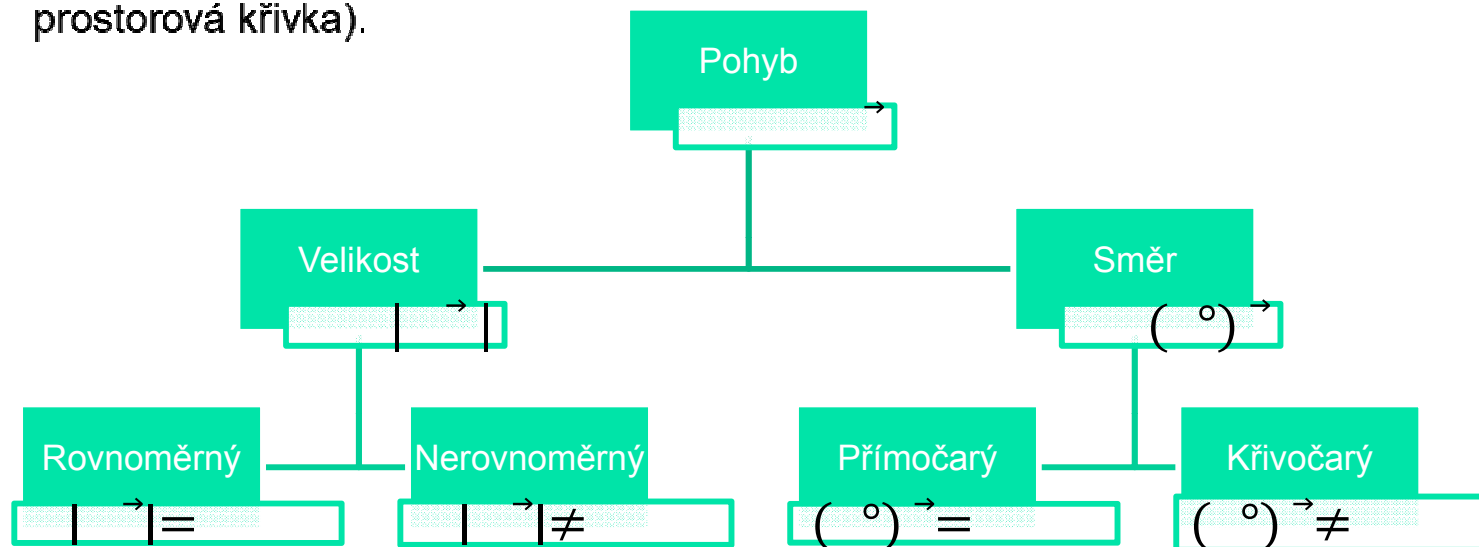 prostorová křivka).
Pohyb
→
Velikost
Směr
| → |
( °) →
Rovnoměrný
Nerovnoměrný
Přímočarý
Křivočarý
| → | =
| → | ≠
( °) → =
( °) → ≠